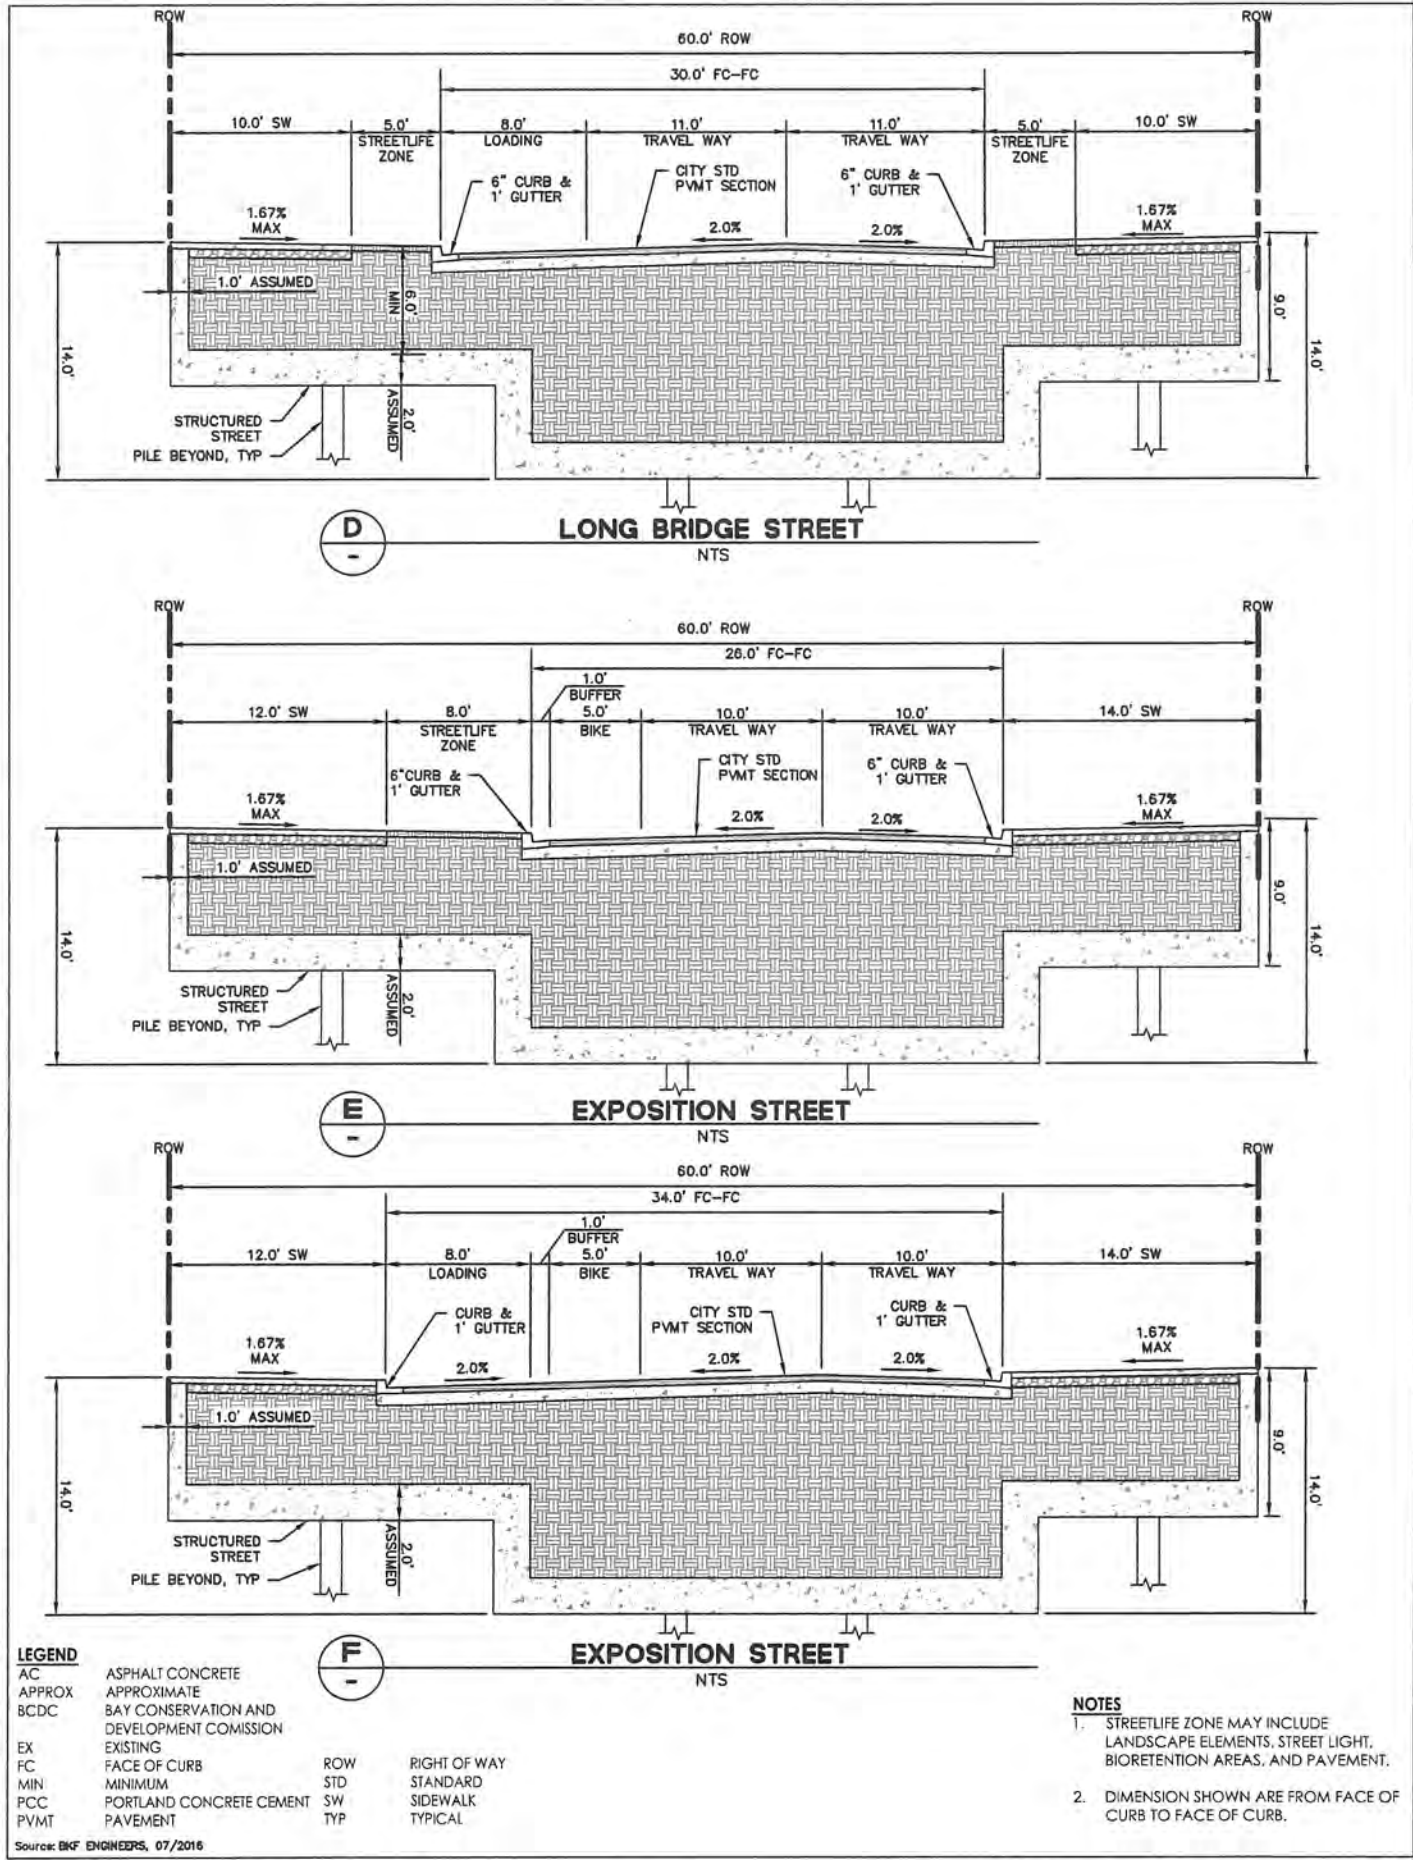 ROW
ROW
60.0' ROW
30.0' FC-FC
10.0' SW
5.0'
STREETLIFE
ZONE
8.0'
LOADING
11.0'
TRAVEL WAY
11.0'
TRAVEL WAY
5.0'
STREETLIFE
ZONE
10.0' SW
6" CURB &
1' GUTTER
CITY STD
PVMT SECTION
6" CURB &
1' GUTTER
1.67%
MAX
2.0%
2.0%
1.67%
MAX
1.0' ASSUMED
6.0'
MIN
14.0'
9.0'
14.0'
2.0'
ASSUMED
STRUCTURED
STREET
PILE BEYOND, TYP
D
-
LONG BRIDGE STREET
NTS
ROW
ROW
60.0' ROW
26.0' FC-FC
1.0'
BUFFER
12.0' SW
8.0'
STREETLIFE
ZONE
5.0'
BIKE
10.0'
TRAVEL WAY
10.0'
TRAVEL WAY
14.0' SW
6"CURB &
1' GUTTER
CITY STD
PVMT SECTION
6" CURB &
1' GUTTER
1.67%
MAX
2.0%
2.0%
1.67%
MAX
1.0' ASSUMED
14.0'
9.0'
14.0'
2.0'
ASSUMED
STRUCTURED
STREET
PILE BEYOND, TYP
E
-
EXPOSITION STREET
NTS
ROW
ROW
60.0' ROW
34.0' FC-FC
1.0'
BUFFER
12.0' SW
8.0'
LOADING
5.0'
BIKE
10.0'
TRAVEL WAY
10.0'
TRAVEL WAY
14.0' SW
CURB &
1' GUTTER
CITY STD
PVMT SECTION
CURB &
1' GUTTER
1.67%
MAX
2.0%
2.0%
2.0%
1.67%
MAX
1.0' ASSUMED
14.0'
9.0'
14.0'
2.0'
ASSUMED
STRUCTURED
STREET
PILE BEYOND, TYP
F
-
EXPOSITION STREET
NTS
LEGEND
AC ASPHALT CONCRETE
APPROX APPROXIMATE
BCDC BAY CONSERVATION AND
DEVELOPMENT COMISSION
EX EXISTING
FC FACE OF CURB
MIN MINIMUM
PCC PORTLAND CONCRETE CEMENT
PVMT PAVEMENT
ROW RIGHT OF WAY
STD STANDARD
SW SIDEWALK
TYP TYPICAL
Source: BKF ENGINEERS, 07/2016
NOTES
1. STREETLIFE ZONE MAY INCLUDE
LANDSCAPE ELEMENTS, STREET LIGHT,
BIORETENTION AREAS, AND PAVEMENT.
2. DIMENSION SHOWN ARE FROM FACE OF
CURB TO FACE OF CURB.